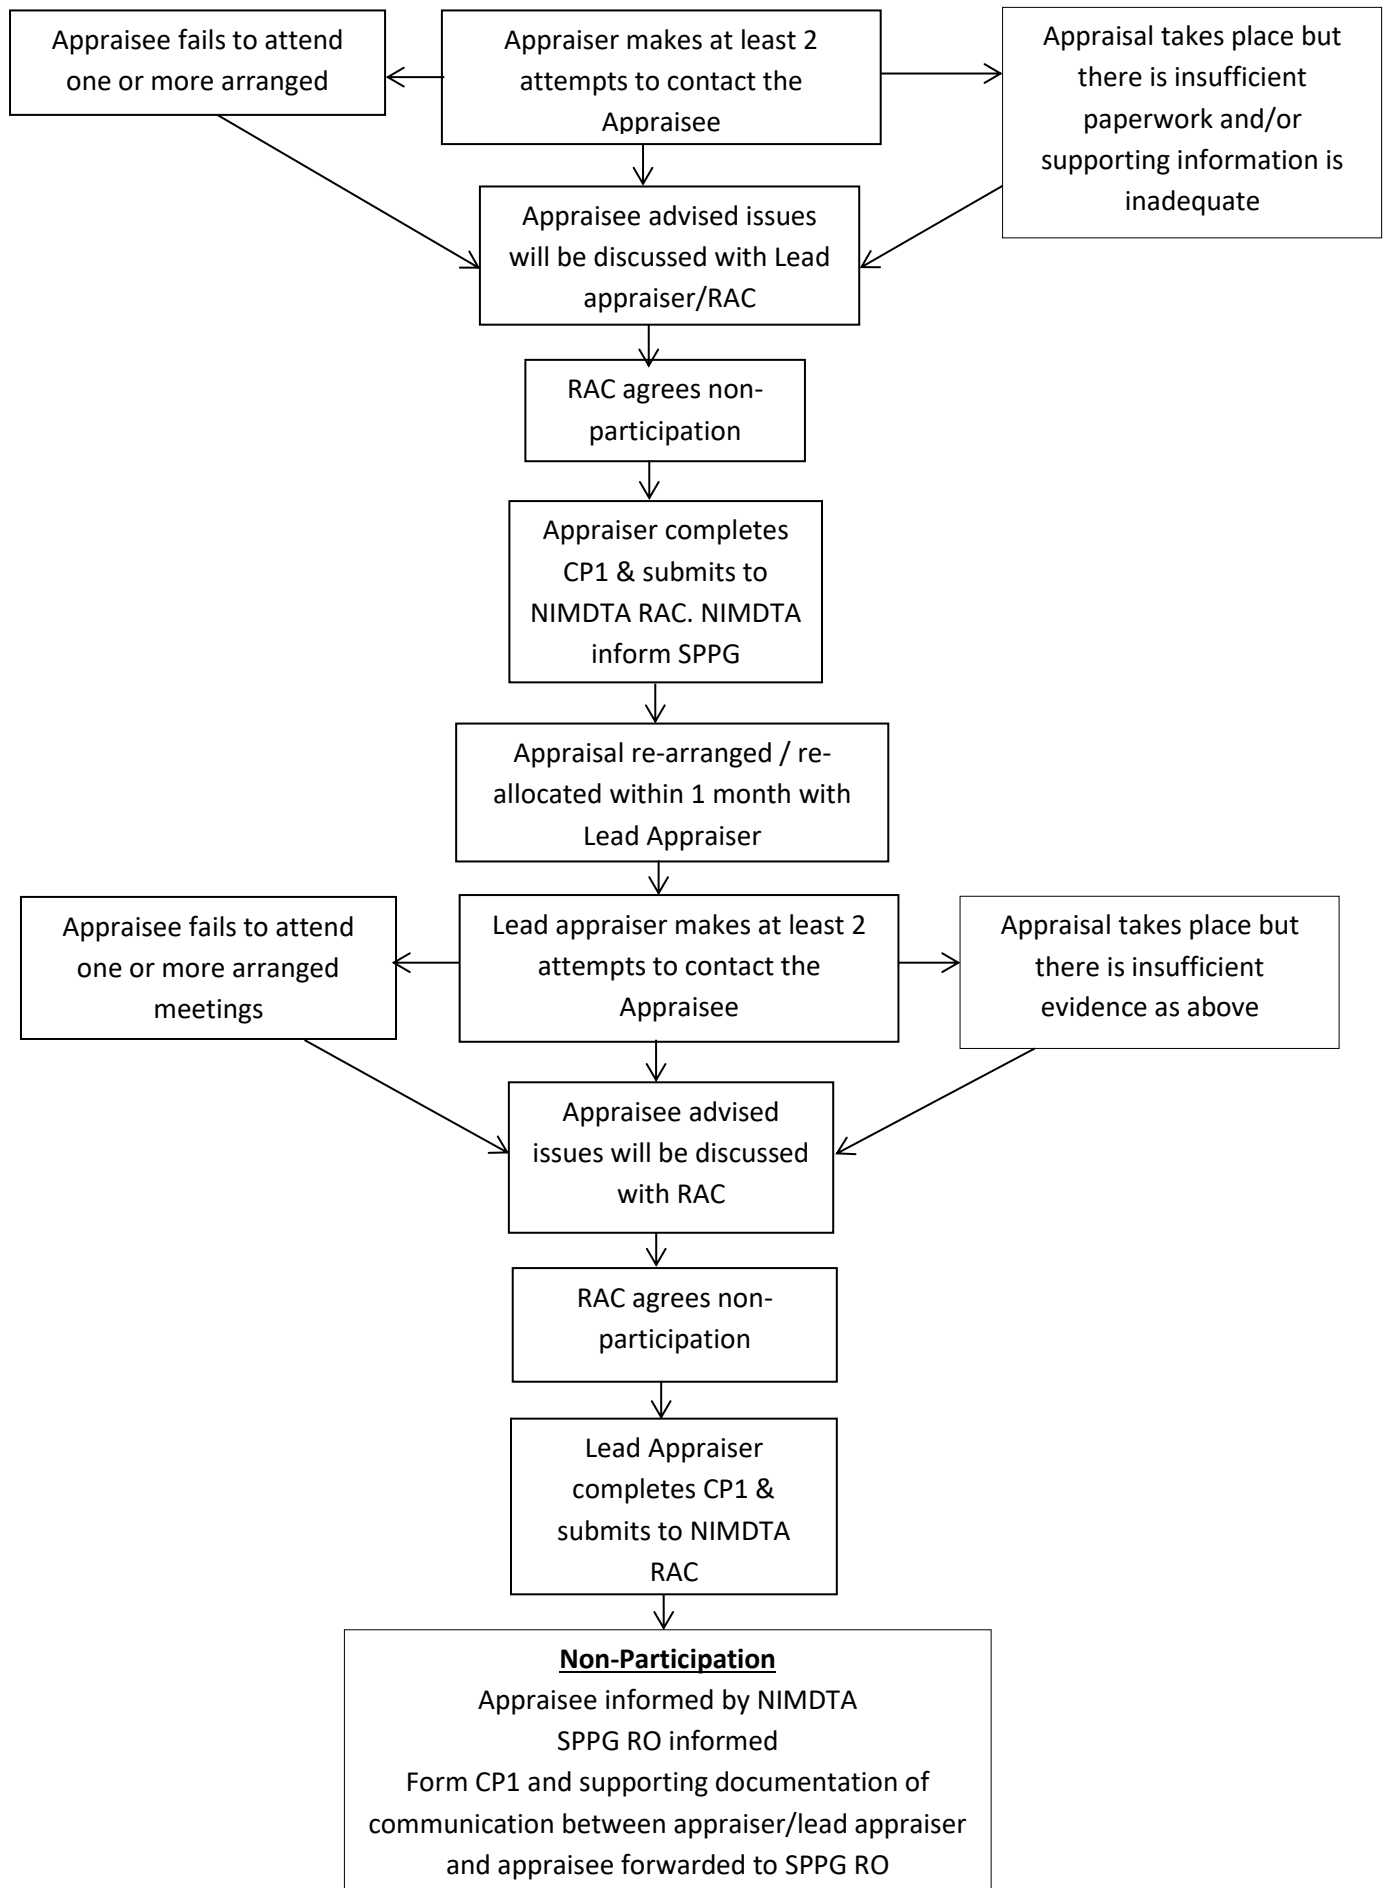 Appraisee fails to attend
one or more arranged
Appraiser makes at least 2
attempts to contact the
Appraisee
Appraisal takes place but
there is insufficient
paperwork and/or
supporting information is
inadequate
Appraisee advised issues
will be discussed with Lead
appraiser/RAC
RAC agrees non-
participation
Appraiser completes
CP1 & submits to
NIMDTA RAC. NIMDTA
inform SPPG
Appraisal re-arranged / re-
allocated within 1 month with
Lead Appraiser
Appraisee fails to attend
one or more arranged
meetings
Lead appraiser makes at least 2
attempts to contact the
Appraisee
Appraisal takes place but
there is insufficient
evidence as above
Appraisee advised
issues will be discussed
with RAC
RAC agrees non-
participation
Lead Appraiser
completes CP1 &
submits to NIMDTA
RAC
Non-Participation
Appraisee informed by NIMDTA
SPPG RO informed
Form CP1 and supporting documentation of
communication between appraiser/lead appraiser
and appraisee forwarded to SPPG RO